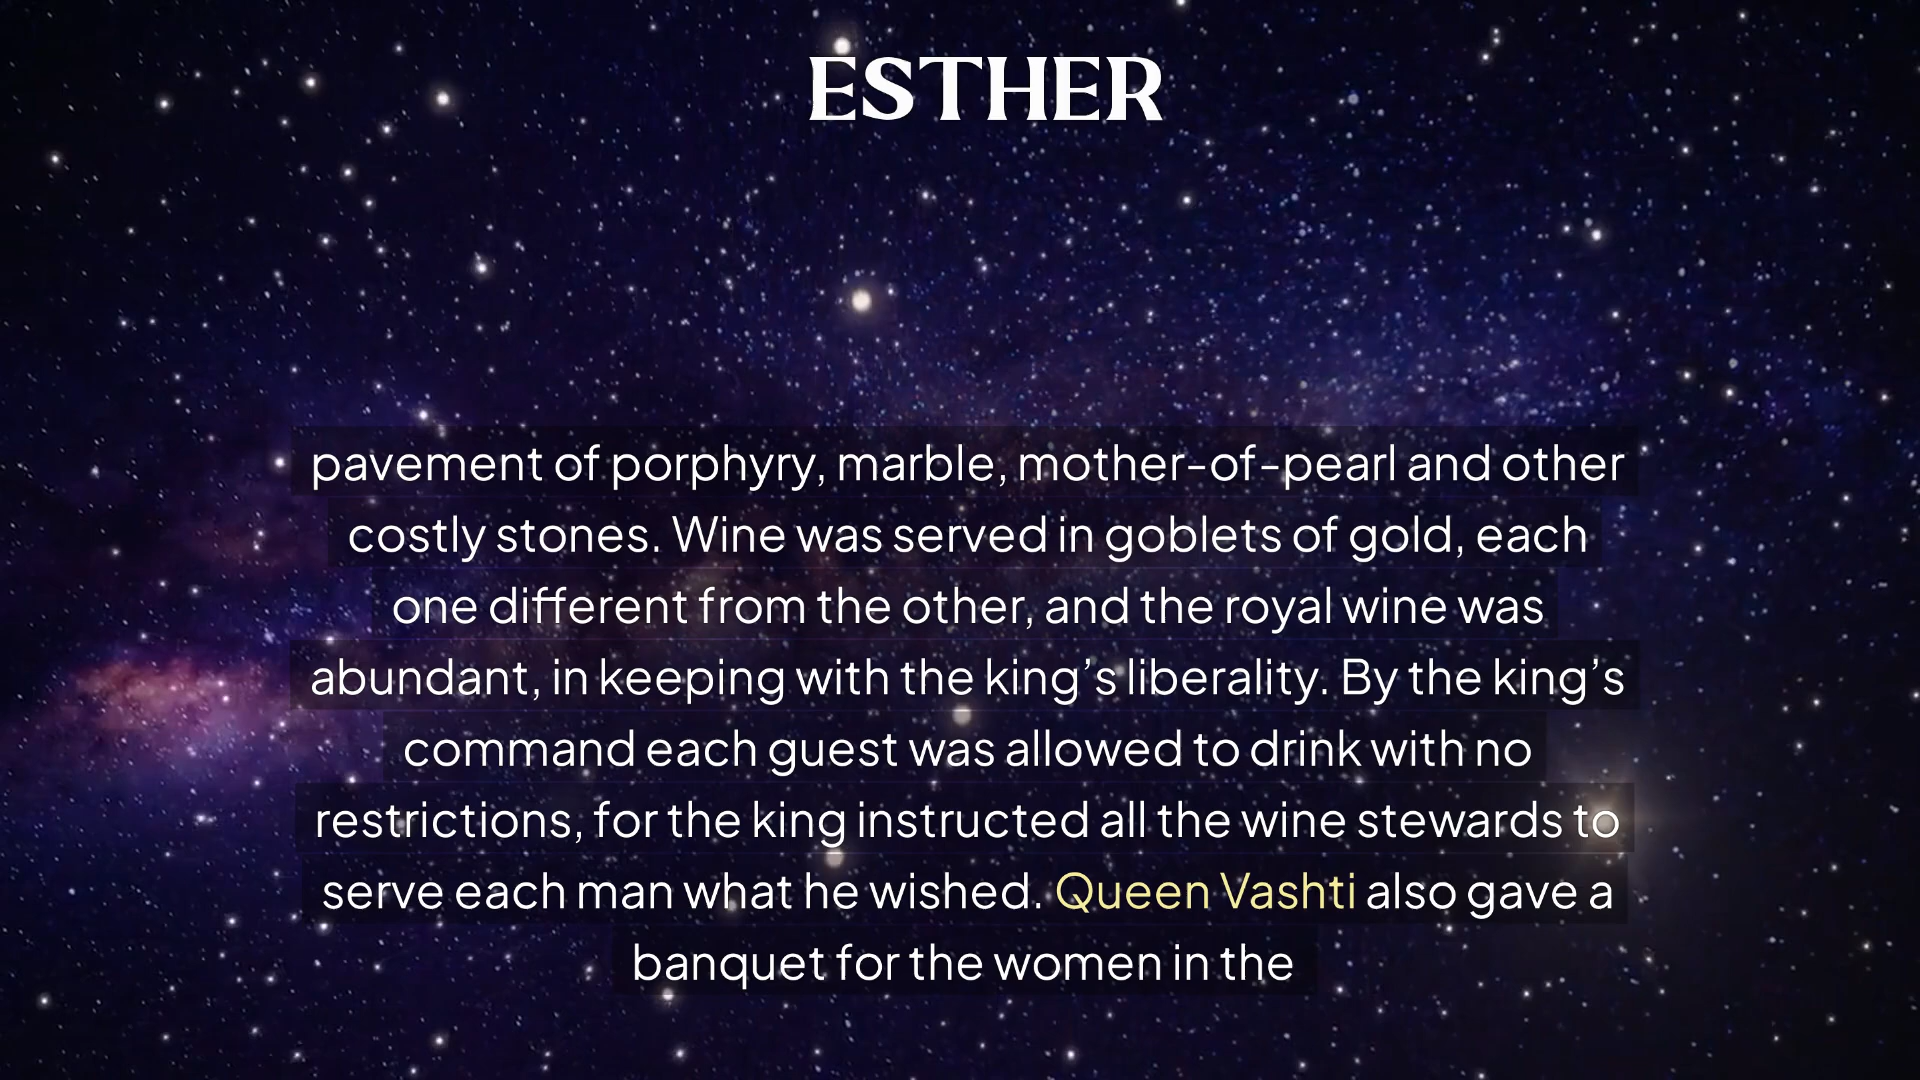 ESTHER
pavement of porphyry, marble, mother-of-pearl and other
costly stones. Wine was served in goblets of gold, each
one different from the other, and the royal wine was
abundant, in keeping with the king’s liberality. By the king’s
command each guest was allowed to drink with no
restrictions, for the king instructed all the wine stewards to
serve each man what he wished. Queen Vashti also gave a
banquet for the women in the